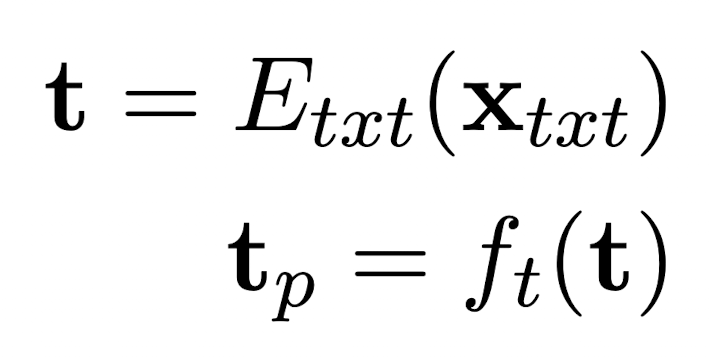 𝐭 = E_{txt}(𝐱_{txt})
𝐭_p = f_t(𝐭)